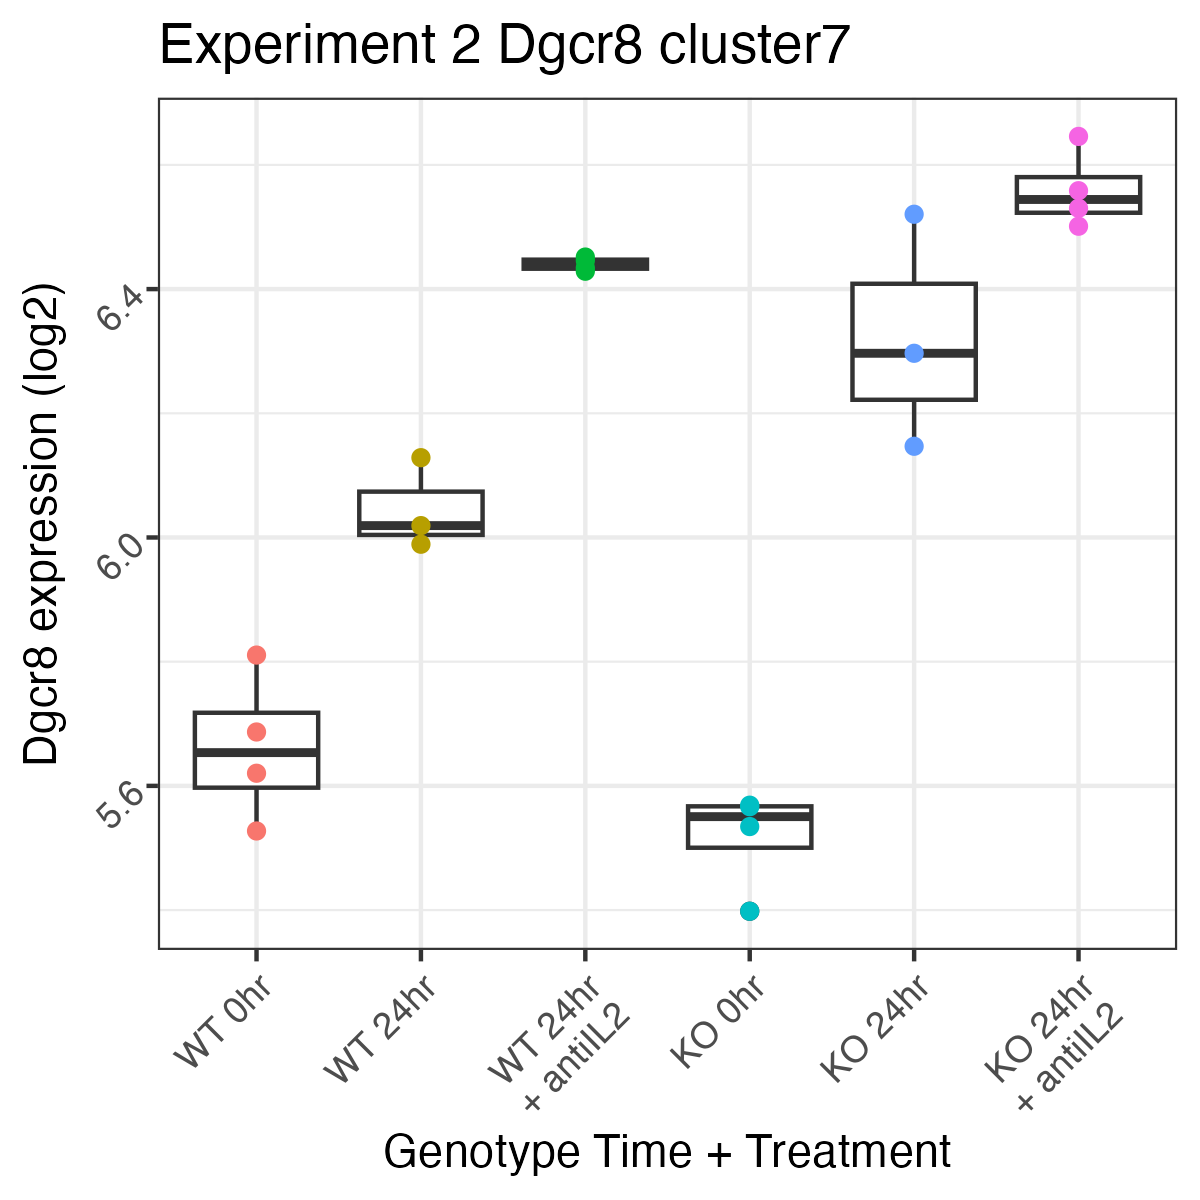 Experiment 2 Dgcr8 cluster7
Dgcr8 expression (log2)
6.4
6.0
5.6
WT 0hr
WT 24hr
WT 24hr
+ antiIL2
KO 0hr
KO 24hr
KO 24hr
+ antiIL2
Genotype Time + Treatment